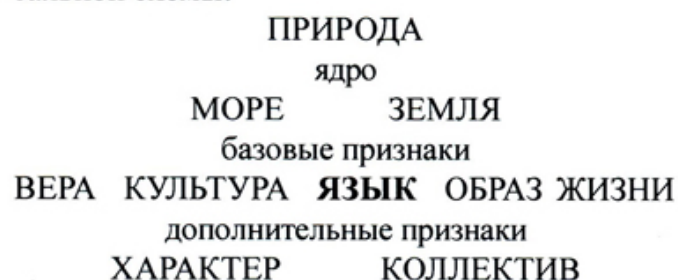 ПРИРОДА
ядро
МОРЕ ЗЕМЛЯ
базовые признаки
ВЕРА КУЛЬТУРА ЯЗЫК ОБРАЗ ЖИЗНИ
дополнительные признаки
ХАРАКТЕР КОЛЛЕКТИВ